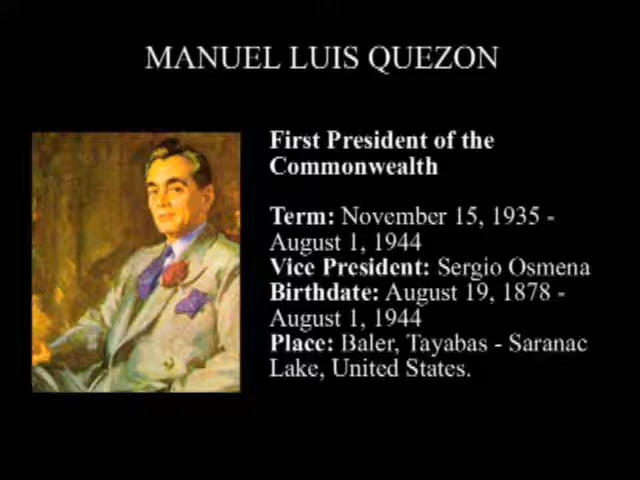 MANUEL LUIS QUEZON
First President of the
Commonwealth
Term: November 15, 1935 -
August 1, 1944
Vice President: Sergio Osmena
Birthdate: August 19, 1878 -
August 1, 1944
Place: Baler, Tayabas - Saranac
Lake, United States.